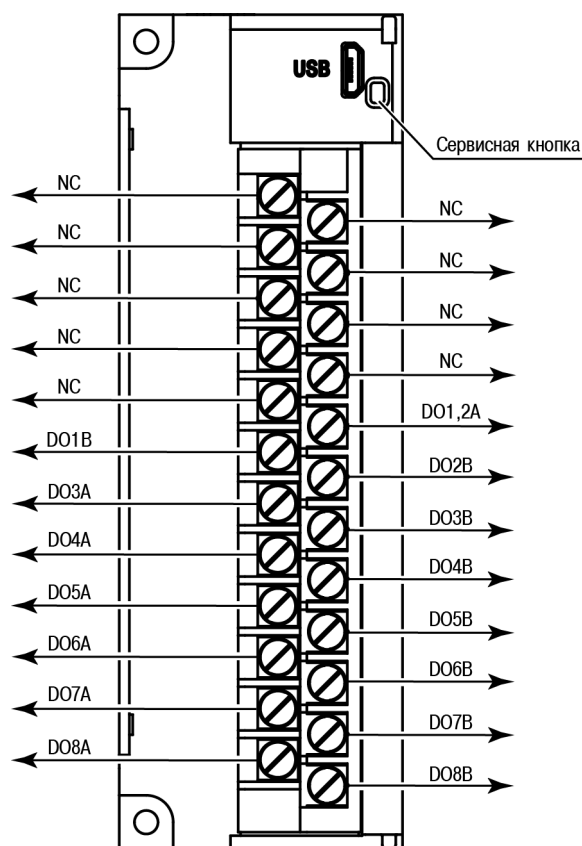 USB
Сервисная кнопка
NC
NC
NC
NC
NC
NC
NC
NC
NC
DO1,2A
DO1B
DO2B
DO3A
DO3B
DO4A
DO4B
DO5A
DO5B
DO6A
DO6B
DO7A
DO7B
DO8A
DO8B